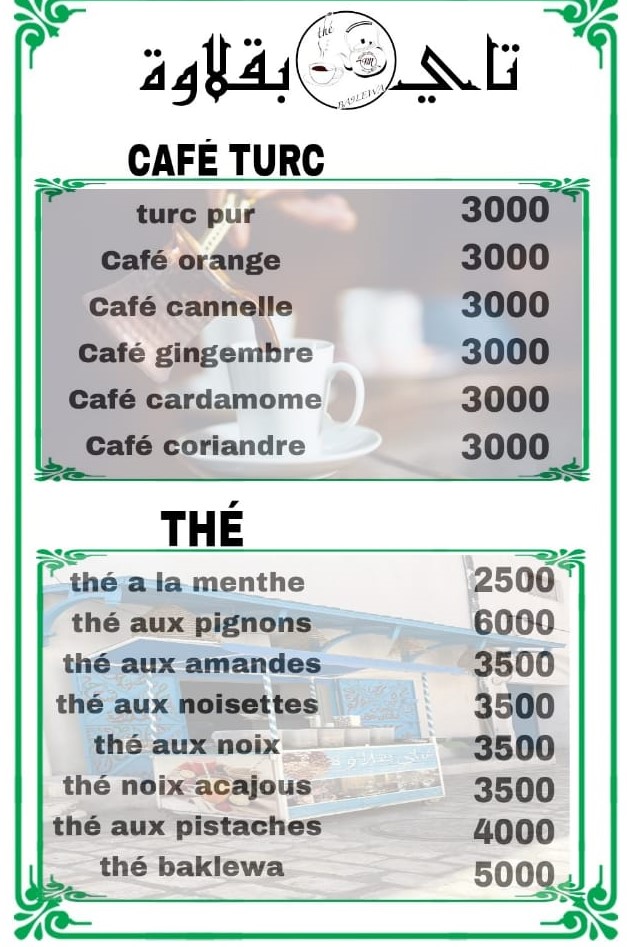 تاي بقلاوة
thé
BAKLEWA
CAFÉ TURC
turc pur 3000
Café orange 3000
Café cannelle 3000
Café gingembre 3000
Café cardamome 3000
Café coriandre 3000
THÉ
thé a la menthe 2500
thé aux pignons 6000
thé aux amandes 3500
thé aux noisettes 3500
thé aux noix 3500
thé noix acajous 3500
thé aux pistaches 4000
thé baklewa 5000